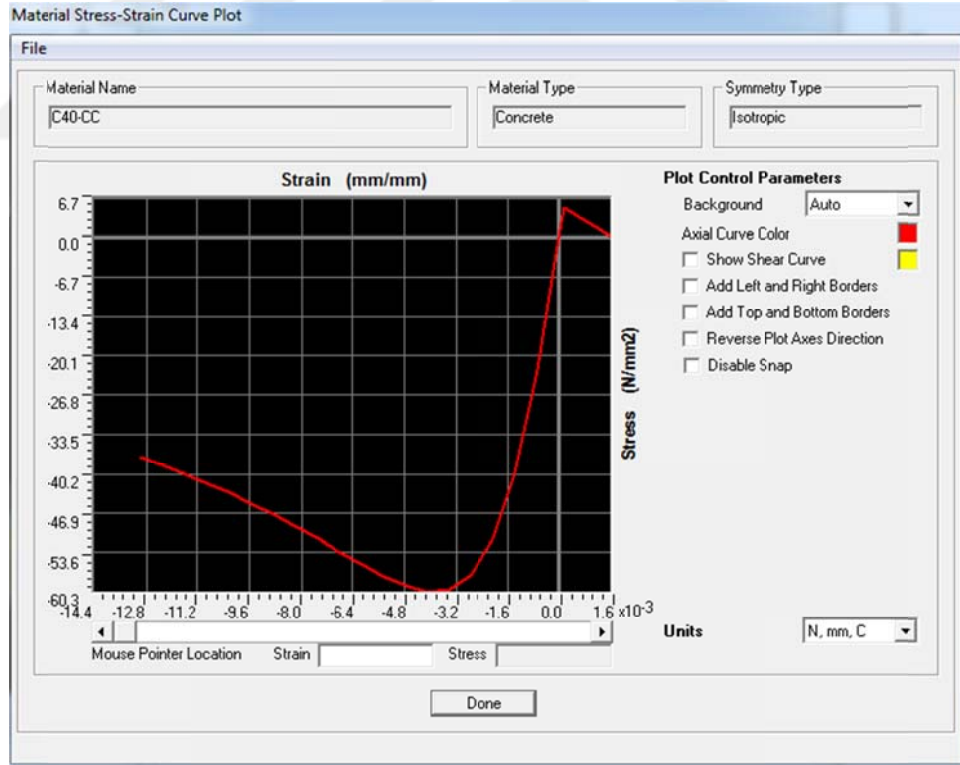 Material Stress-Strain Curve Plot
File
Material Name
C40-CC
Material Type
Concrete
Symmetry Type
Isotropic
Strain (mm/mm)
6.7
0.0
-6.7
-13.4
-20.1
-26.8
-33.5
-40.2
-46.9
-53.6
-60.3
-14.4 -12.8 -11.2 -9.6 -8.0 -6.4 -4.8 -3.2 -1.6 0.0 1.6 x10-3
Stress (N/mm2)
Mouse Pointer Location Strain Stress
Plot Control Parameters
Background Auto
Axial Curve Color
Show Shear Curve
Add Left and Right Borders
Add Top and Bottom Borders
Reverse Plot Axes Direction
Disable Snap
Units N, mm, C
Done